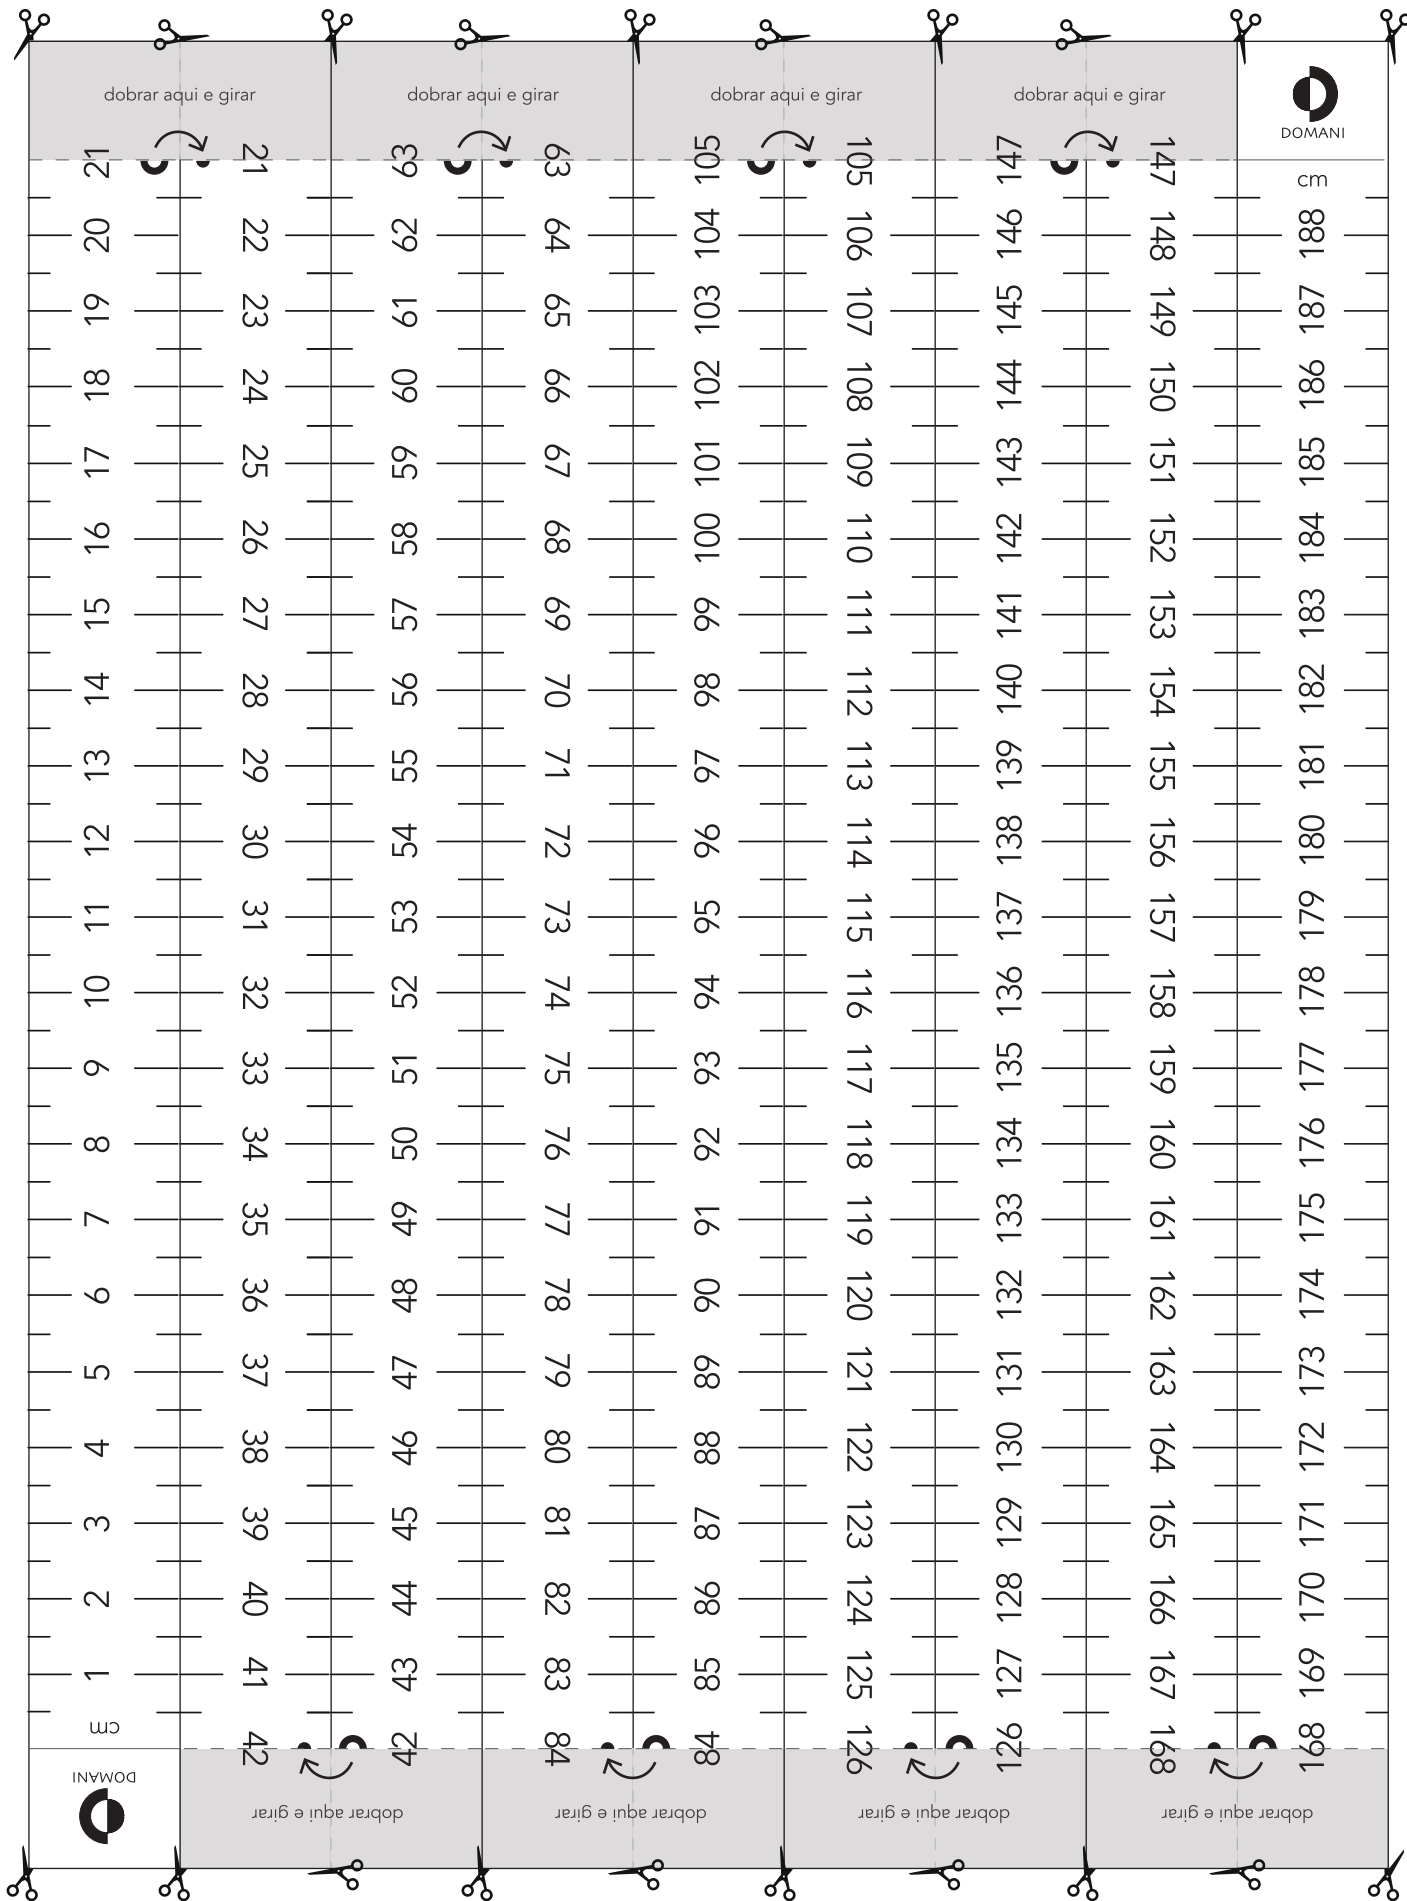 dobrar aqui e girar dobrar aqui e girar dobrar aqui e girar dobrar aqui e girar
DOMANI
21 21 63 63 105 105 147 147
cm
20 22 62 64 104 106 146 148 188
19 23 61 65 103 107 145 149 187
18 24 60 66 102 108 144 150 186
17 25 59 67 101 109 143 151 185
16 26 58 68 100 110 142 152 184
15 27 57 69 99 111 141 153 183
14 28 56 70 98 112 140 154 182
13 29 55 71 97 113 139 155 181
12 30 54 72 96 114 138 156 180
11 31 53 73 95 115 137 157 179
10 32 52 74 94 116 136 158 178
9 33 51 75 93 117 135 159 177
8 34 50 76 92 118 134 160 176
7 35 49 77 91 119 133 161 175
6 36 48 78 90 120 132 162 174
5 37 47 79 89 121 131 163 173
4 38 46 80 88 122 130 164 172
3 39 45 81 87 123 129 165 171
2 40 44 82 86 124 128 166 170
1 41 43 83 85 125 127 167 169
cm
42 42 84 84 126 126 168 168
DOMANI
dobrar aqui e girar dobrar aqui e girar dobrar aqui e girar dobrar aqui e girar